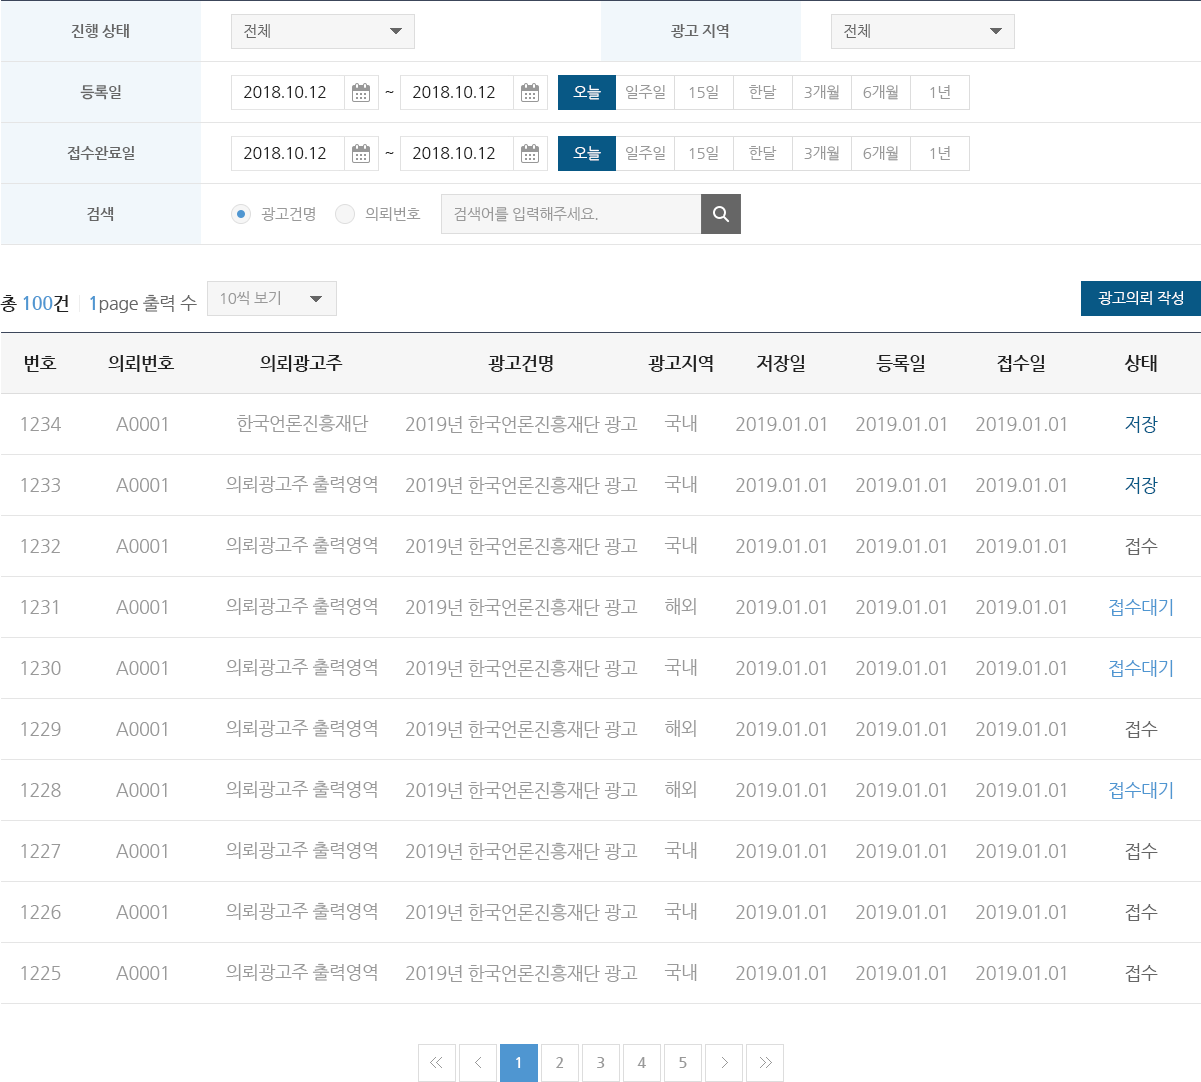 진행 상태 전체 광고 지역 전체
등록일 2018.10.12 ~ 2018.10.12 오늘 일주일 15일 한달 3개월 6개월 1년
접수완료일 2018.10.12 ~ 2018.10.12 오늘 일주일 15일 한달 3개월 6개월 1년
검색 광고건명 의뢰번호 검색어를 입력해주세요.
총 100건 1page 출력 수 10씩 보기 광고의뢰 작성
번호 의뢰번호 의뢰광고주 광고건명 광고지역 저장일 등록일 접수일 상태
1234 A0001 한국언론진흥재단 2019년 한국언론진흥재단 광고 국내 2019.01.01 2019.01.01 2019.01.01 저장
1233 A0001 의뢰광고주 출력영역 2019년 한국언론진흥재단 광고 국내 2019.01.01 2019.01.01 2019.01.01 저장
1232 A0001 의뢰광고주 출력영역 2019년 한국언론진흥재단 광고 국내 2019.01.01 2019.01.01 2019.01.01 접수
1231 A0001 의뢰광고주 출력영역 2019년 한국언론진흥재단 광고 해외 2019.01.01 2019.01.01 2019.01.01 접수대기
1230 A0001 의뢰광고주 출력영역 2019년 한국언론진흥재단 광고 국내 2019.01.01 2019.01.01 2019.01.01 접수대기
1229 A0001 의뢰광고주 출력영역 2019년 한국언론진흥재단 광고 해외 2019.01.01 2019.01.01 2019.01.01 접수
1228 A0001 의뢰광고주 출력영역 2019년 한국언론진흥재단 광고 해외 2019.01.01 2019.01.01 2019.01.01 접수대기
1227 A0001 의뢰광고주 출력영역 2019년 한국언론진흥재단 광고 국내 2019.01.01 2019.01.01 2019.01.01 접수
1226 A0001 의뢰광고주 출력영역 2019년 한국언론진흥재단 광고 국내 2019.01.01 2019.01.01 2019.01.01 접수
1225 A0001 의뢰광고주 출력영역 2019년 한국언론진흥재단 광고 국내 2019.01.01 2019.01.01 2019.01.01 접수
1 2 3 4 5